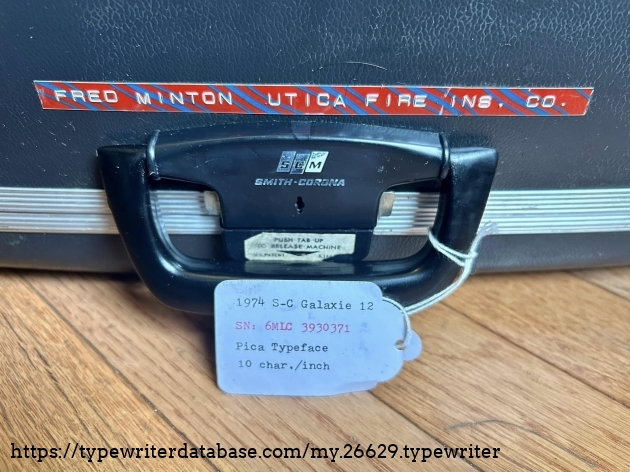 FRED MINTON UTICA FIRE INS. CO.
SCM
SMITH-CORONA
PUSH TAB UP
TO RELEASE MACHINE
1974 S-C Galaxie 12
SN: 6MLC 3930371
Pica Typeface
10 char./inch
https://typewriterdatabase.com/my.26629.typewriter